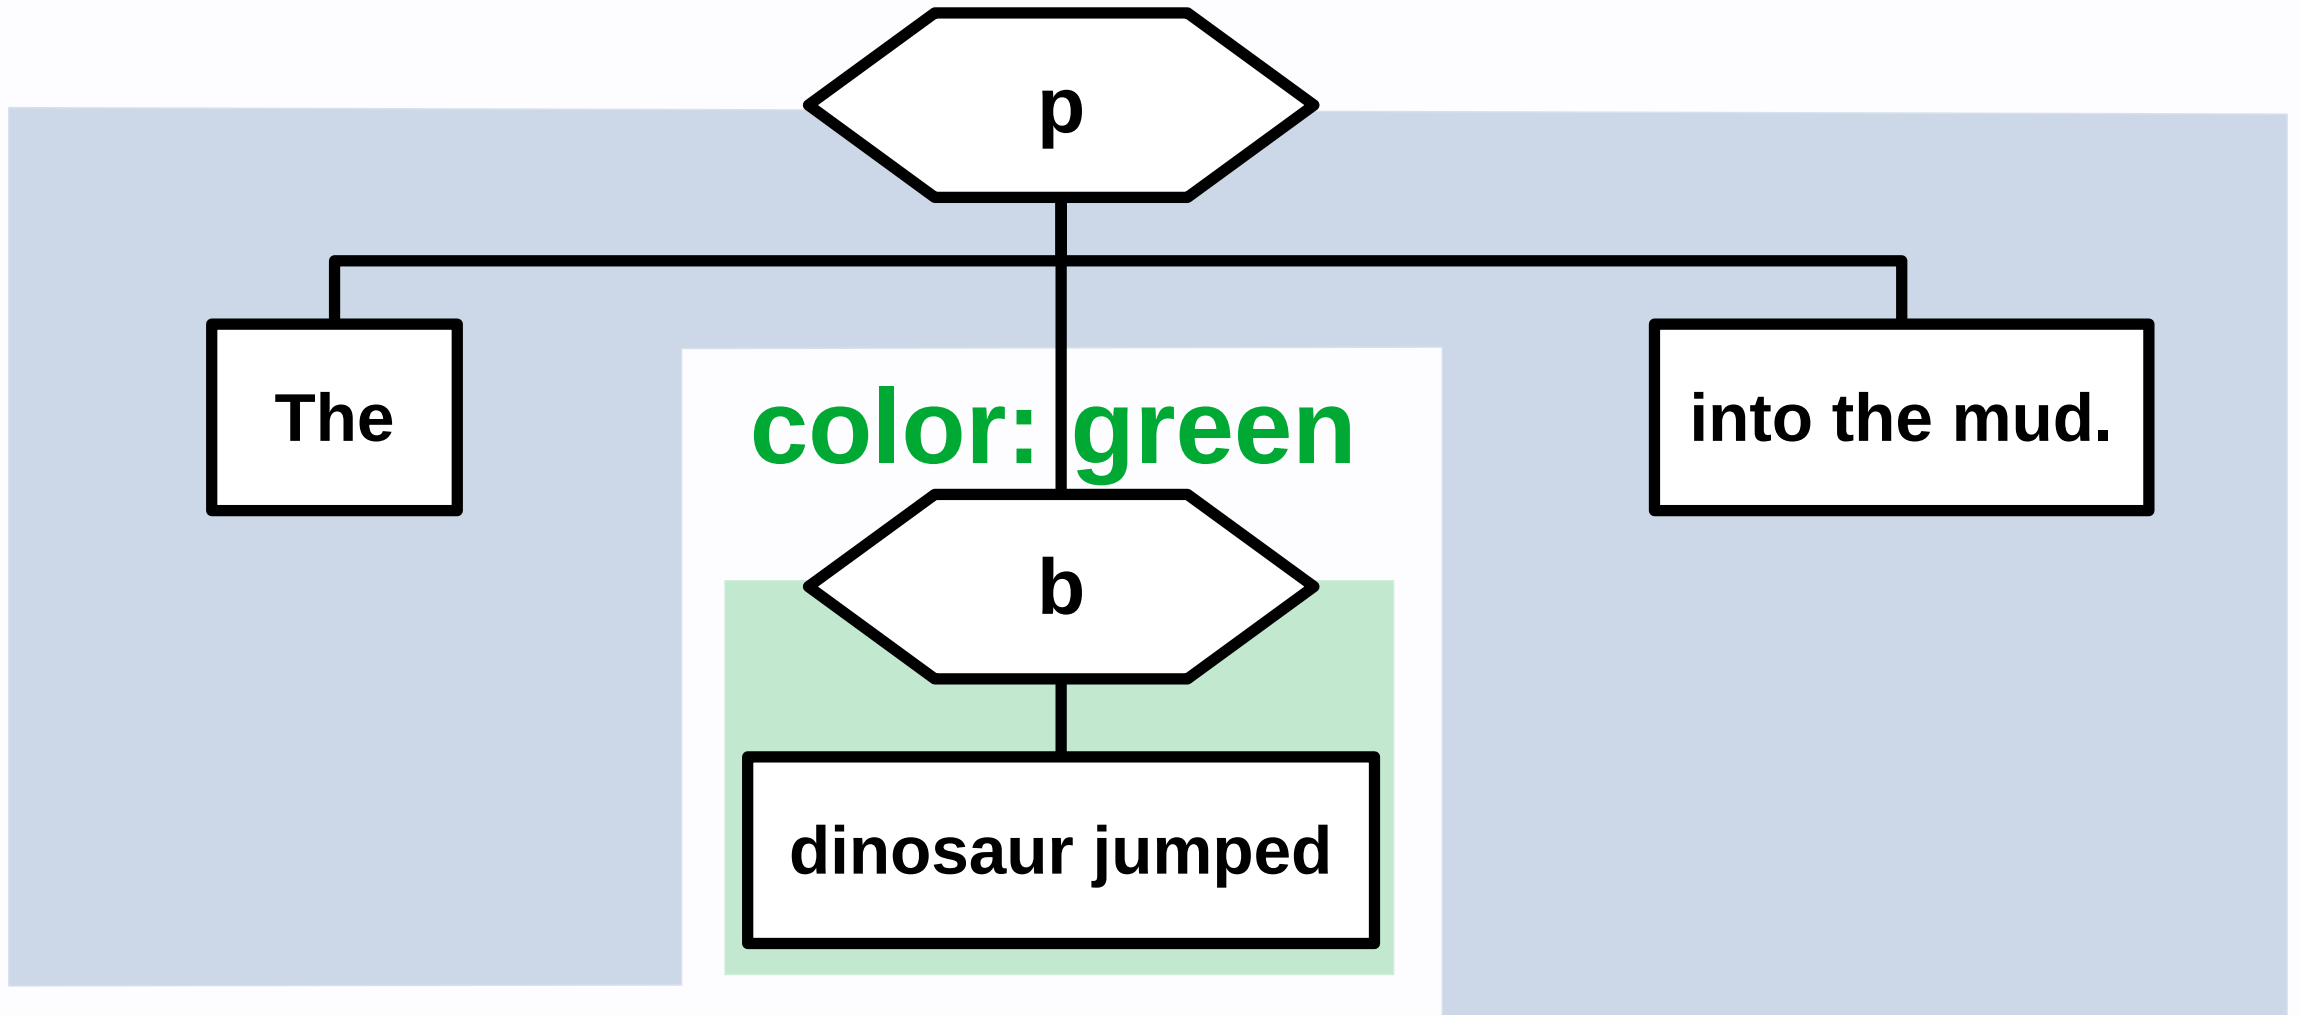 p
The
color: green
into the mud.
b
dinosaur jumped